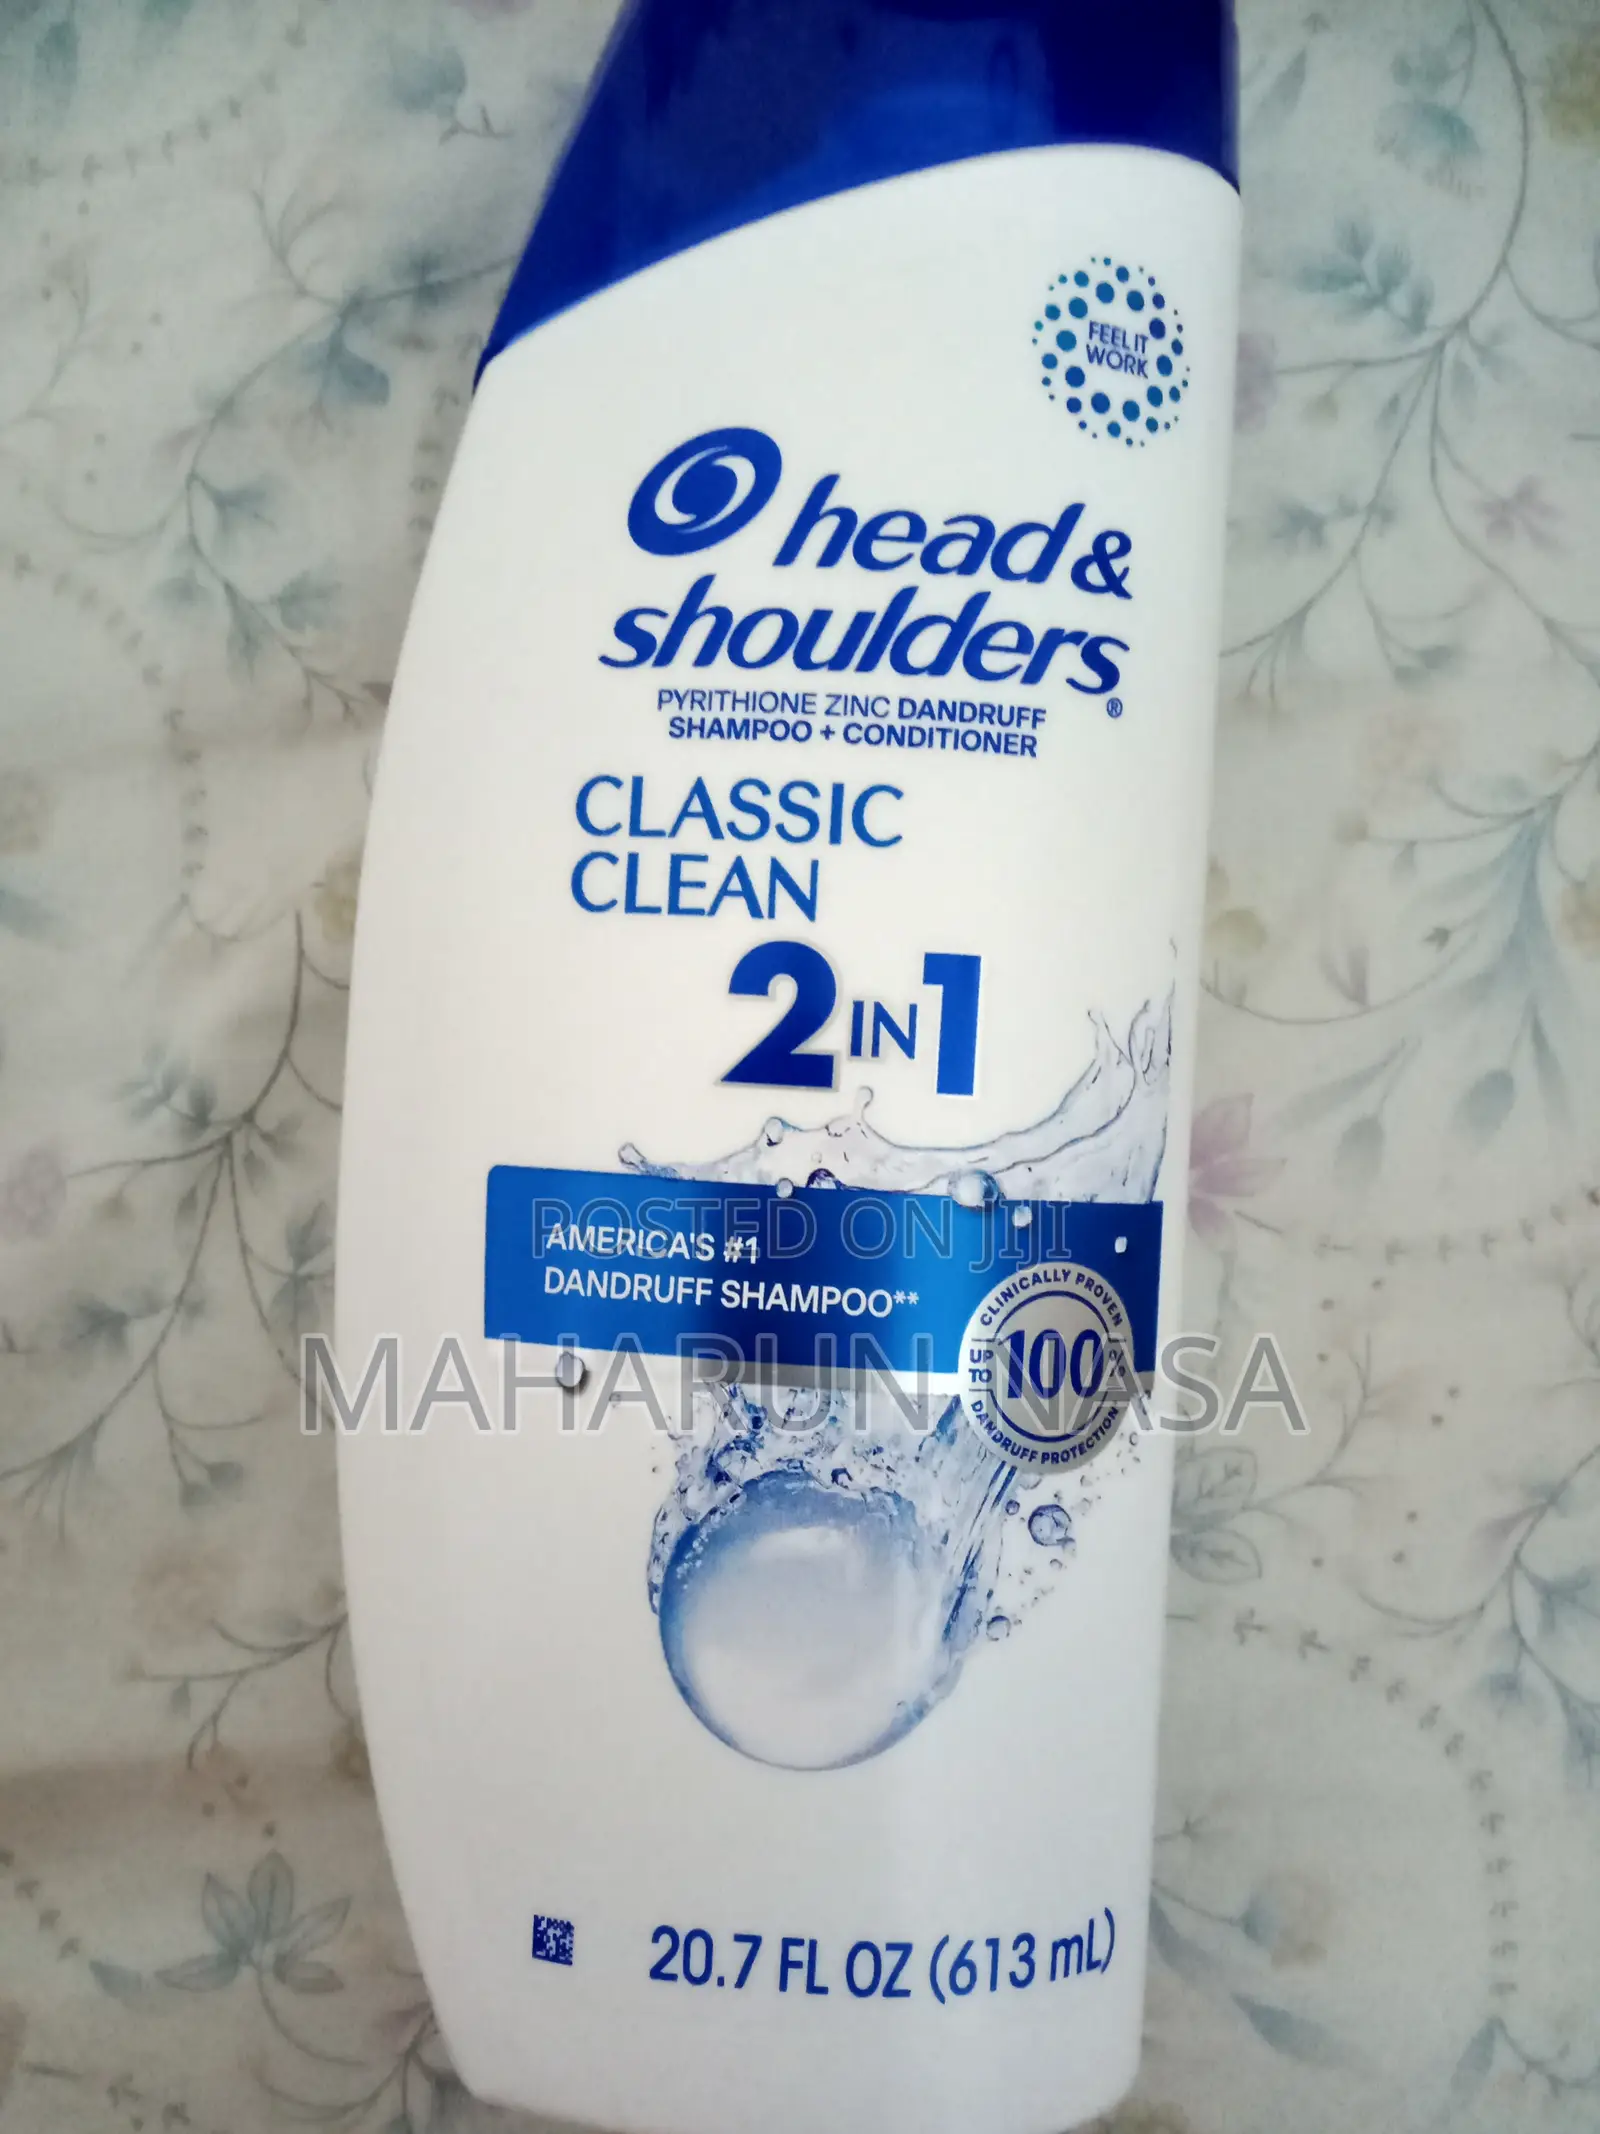 FEEL IT
WORK
head &
shoulders®
PYRITHIONE ZINC DANDRUFF
SHAMPOO + CONDITIONER
CLASSIC
CLEAN
2 IN 1
POSTED ON JIJI
AMERICA'S #1
DANDRUFF SHAMPOO**
CLINICALLY PROVEN
UP TO
100
DANDRUFF PROTECTION
MAHARUN NASA
20.7 FL OZ (613 mL)